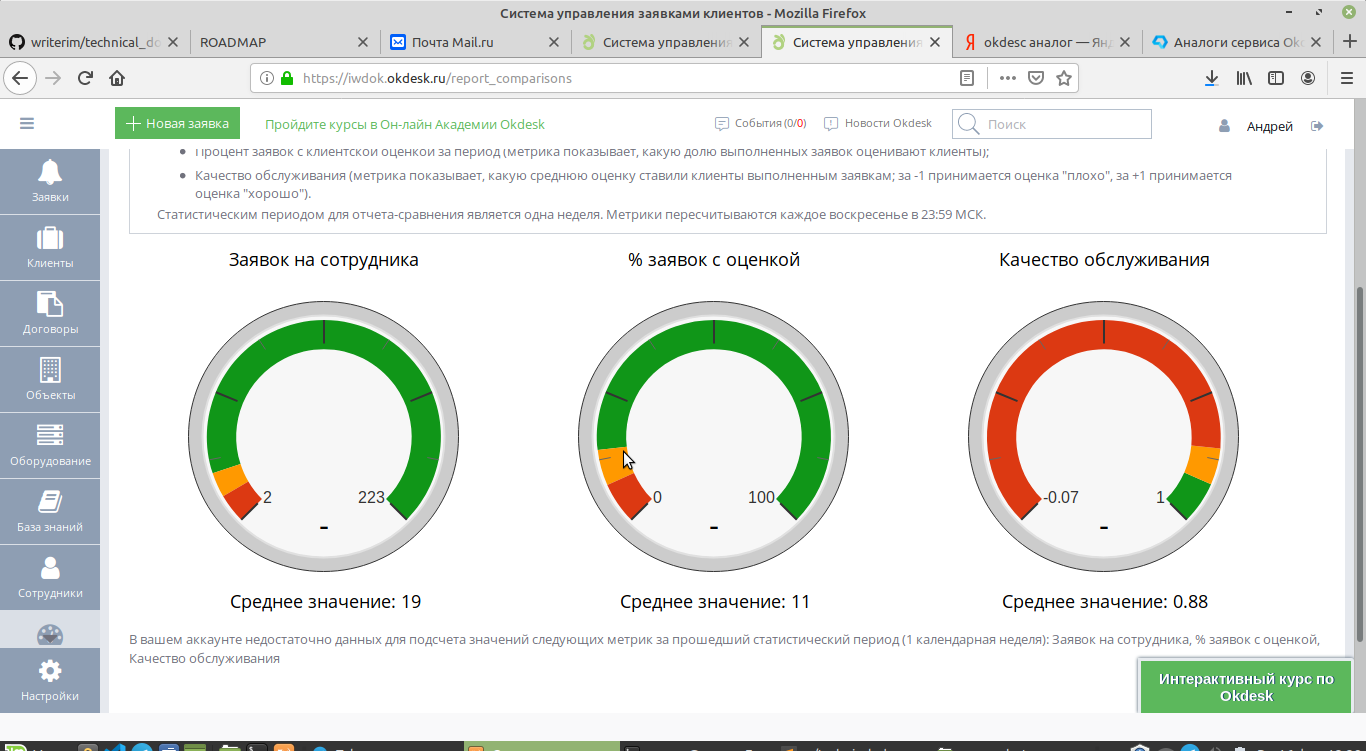 Система управления заявками клиентов - Mozilla Firefox
writerim/technical_do
ROADMAP
Почта Mail.ru
Система управления
Система управления
okdesc аналог — Янд
Аналоги сервиса Okd
https://iwdok.okdesk.ru/report_comparisons
Новая заявка
Пройдите курсы в Он-лайн Академии Okdesk
События (0/0)
Новости Okdesk
Поиск
Андрей
Заявки
Клиенты
Договоры
Объекты
Оборудование
База знаний
Сотрудники
Настройки
• Процент заявок с клиентской оценкой за период (метрика показывает, какую долю выполненных заявок оценивают клиенты);
• Качество обслуживания (метрика показывает, какую среднюю оценку ставили клиенты выполненным заявкам; за -1 принимается оценка "плохо", за +1 принимается
оценка "хорошо").
Статистическим периодом для отчета-сравнения является одна неделя. Метрики пересчитываются каждое воскресенье в 23:59 МСК.
Заявок на сотрудника
% заявок с оценкой
Качество обслуживания
2 223
-
0 100
-
-0.07 1
-
Среднее значение: 19
Среднее значение: 11
Среднее значение: 0.88
В вашем аккаунте недостаточно данных для подсчета значений следующих метрик за прошедший статистический период (1 календарная неделя): Заявок на сотрудника, % заявок с оценкой,
Качество обслуживания
Интерактивный курс по
Okdesk